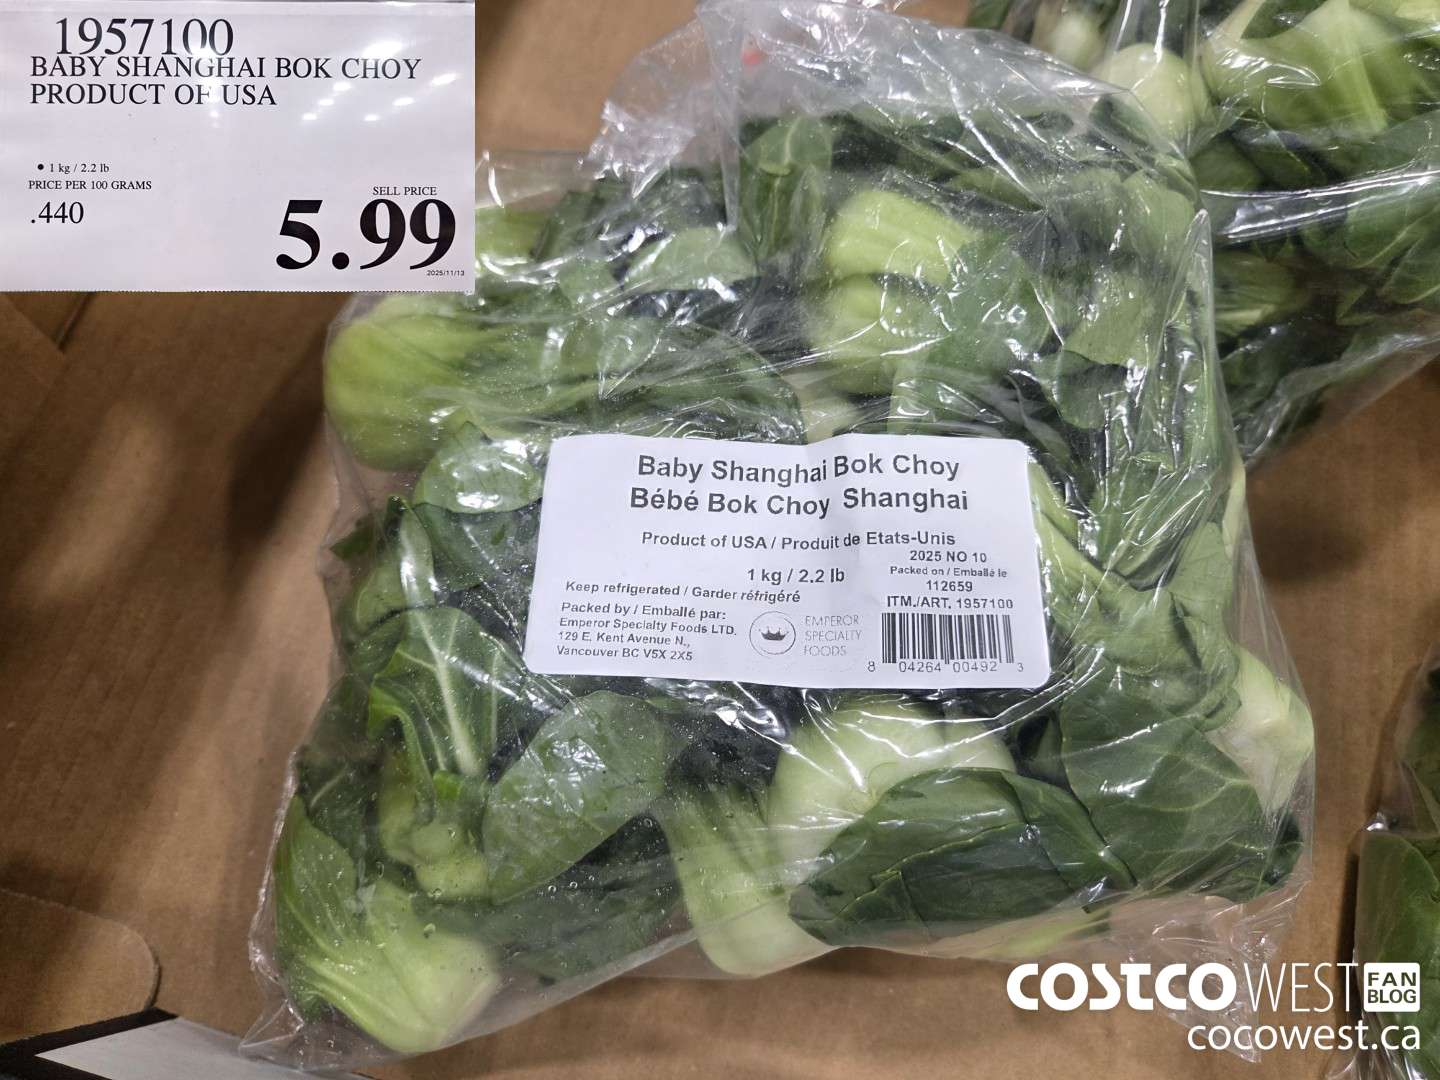 1957100
BABY SHANGHAI BOK CHOY
PRODUCT OF USA
• 1 kg / 2.2 lb
PRICE PER 100 GRAMS
.440
SELL PRICE
5.99
2025/11/13
Baby Shanghai Bok Choy
Bébé Bok Choy Shanghai
Product of USA / Produit de Etats-Unis
2025 NO 10
Packed on / Emballé le
112659
ITM./ART. 1957100
1 kg / 2.2 lb
Keep refrigerated / Garder réfrigéré
Packed by / Emballé par:
Emperor Specialty Foods LTD.
129 E. Kent Avenue N.,
Vancouver BC V5X 2X5
EMPEROR
SPECIALTY
FOODS
8 04264 00492 3
COSTCO WEST FAN BLOG
cocowest.ca